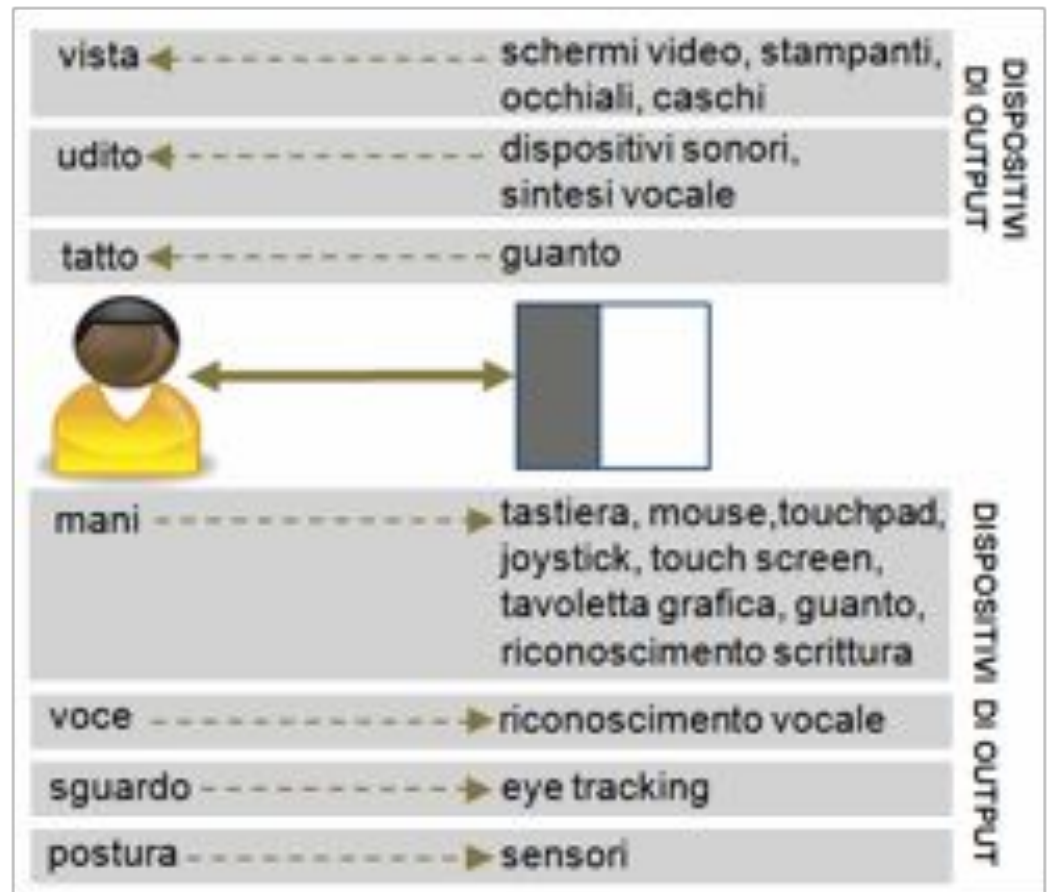 vista
schermi video, stampanti,
occhiali, caschi
udito
dispositivi sonori,
sintesi vocale
tatto
guanto
DISPOSITIVI
DI OUTPUT
mani
tastiera, mouse,touchpad,
joystick, touch screen,
tavoletta grafica, guanto,
riconoscimento scrittura
voce
riconoscimento vocale
sguardo
eye tracking
postura
sensori
DISPOSITIVI DI OUTPUT